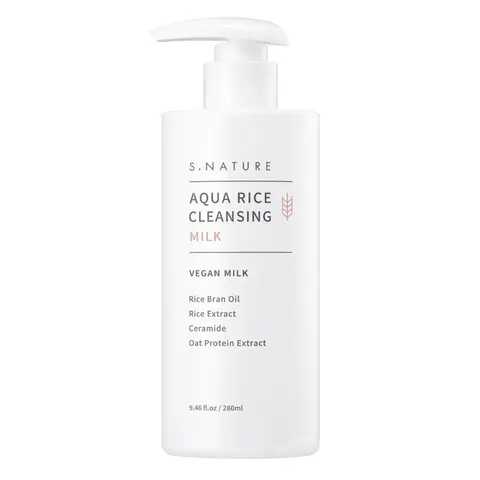 S.NATURE
AQUA RICE
CLEANSING
MILK
VEGAN MILK
Rice Bran Oil
Rice Extract
Ceramide
Oat Protein Extract
9.46 fl.oz / 280ml